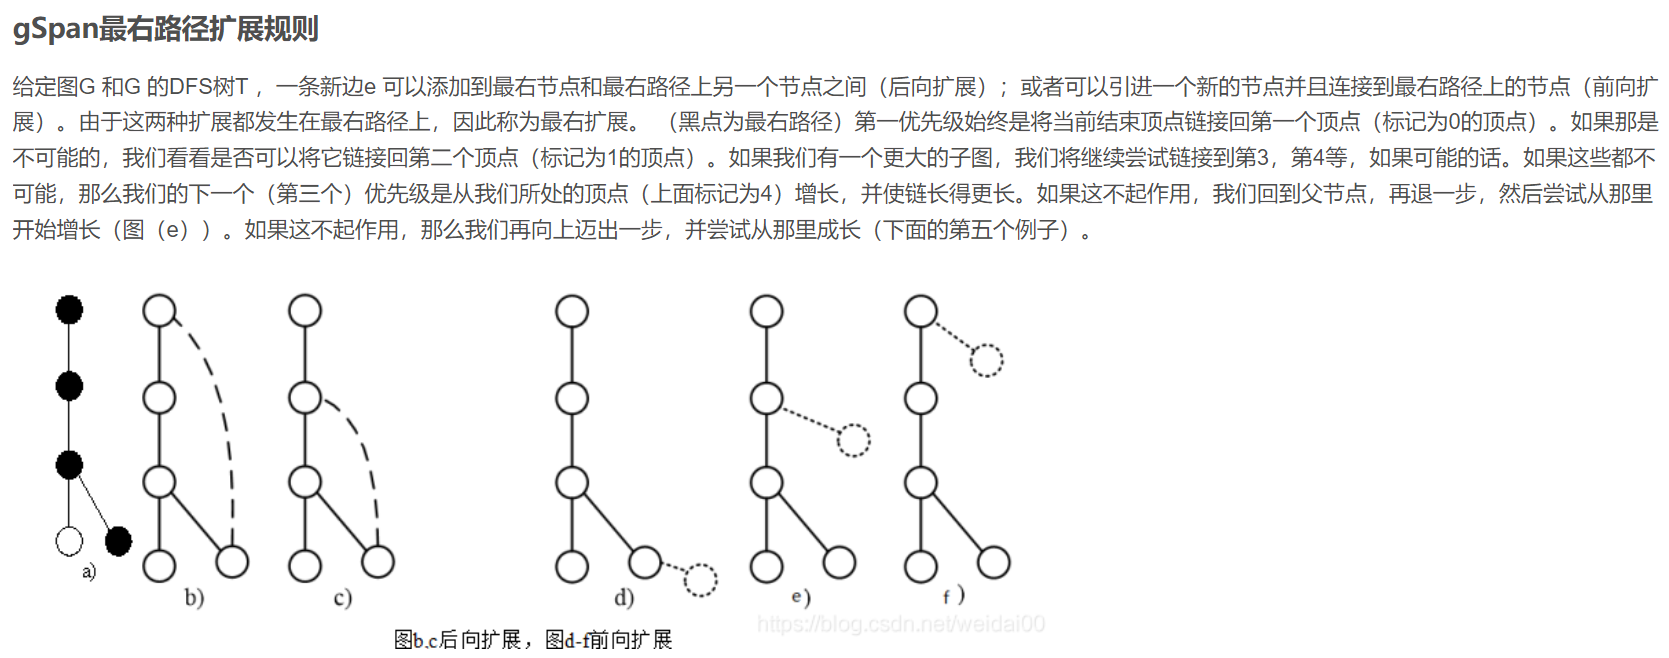 gSpan最右路径扩展规则
给定图G 和G 的DFS树T ，一条新边e 可以添加到最右节点和最右路径上另一个节点之间（后向扩展）；或者可以引进一个新的节点并且连接到最右路径上的节点（前向扩
展）。由于这两种扩展都发生在最右路径上，因此称为最右扩展。 （黑点为最右路径）第一优先级始终是将当前结束顶点链接回第一个顶点（标记为0的顶点）。如果那是
不可能的，我们看看是否可以将它链接回第二个顶点（标记为1的顶点）。如果我们有一个更大的子图，我们将继续尝试链接到第3，第4等，如果可能的话。如果这些都不
可能，那么我们的下一个（第三个）优先级是从我们所处的顶点（上面标记为4）增长，并使链长得更长。如果这不起作用，我们回到父节点，再退一步，然后尝试从那里
开始增长（图（e））。如果这不起作用，那么我们再向上迈出一步，并尝试从那里成长（下面的第五个例子）。
a)
b)
c)
d)
e)
f)
https://blog.csdn.net/weidai00
图b,c后向扩展，图d-f前向扩展